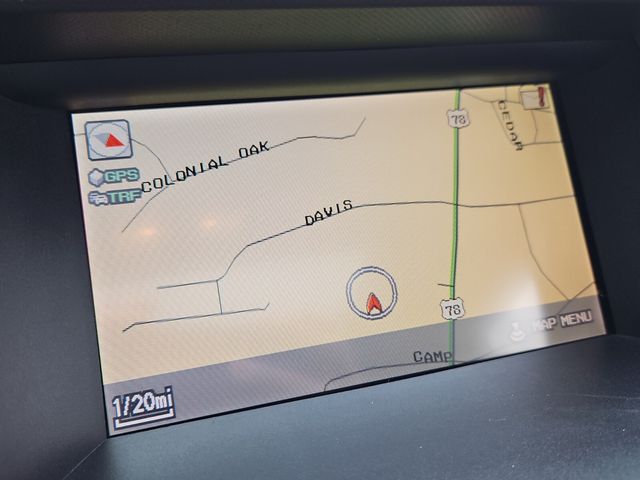 78
CEDAR
GPS
COLONIAL OAK
TRF
DAVIS
78
MAP MENU
CAMP
1/20mi